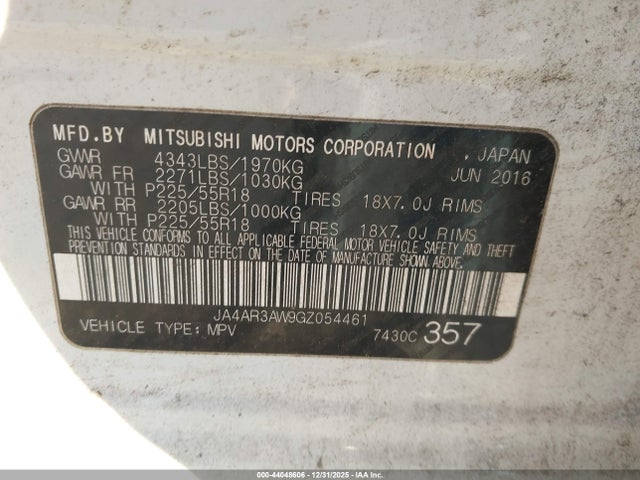 MFD.BY MITSUBISHI MOTORS CORPORATION , JAPAN
GVWR 4343LBS/1970KG JUN 2016
GAWR FR 2271LBS/1030KG
WITH P225/55R18 TIRES 18X7.0J RIMS
GAWR RR 2205LBS/1000KG
WITH P225/55R18 TIRES 18X7.0J RIMS
THIS VEHICLE CONFORMS TO ALL APPLICABLE FEDERAL MOTOR VEHICLE SAFETY AND THEFT
PREVENTION STANDARDS IN EFFECT ON THE DATE OF MANUFACTURE SHOWN ABOVE.
JA4AR3AW9GZ054461
VEHICLE TYPE: MPV 7430C 357
000-44048606 - 12/31/2025 - IAAI